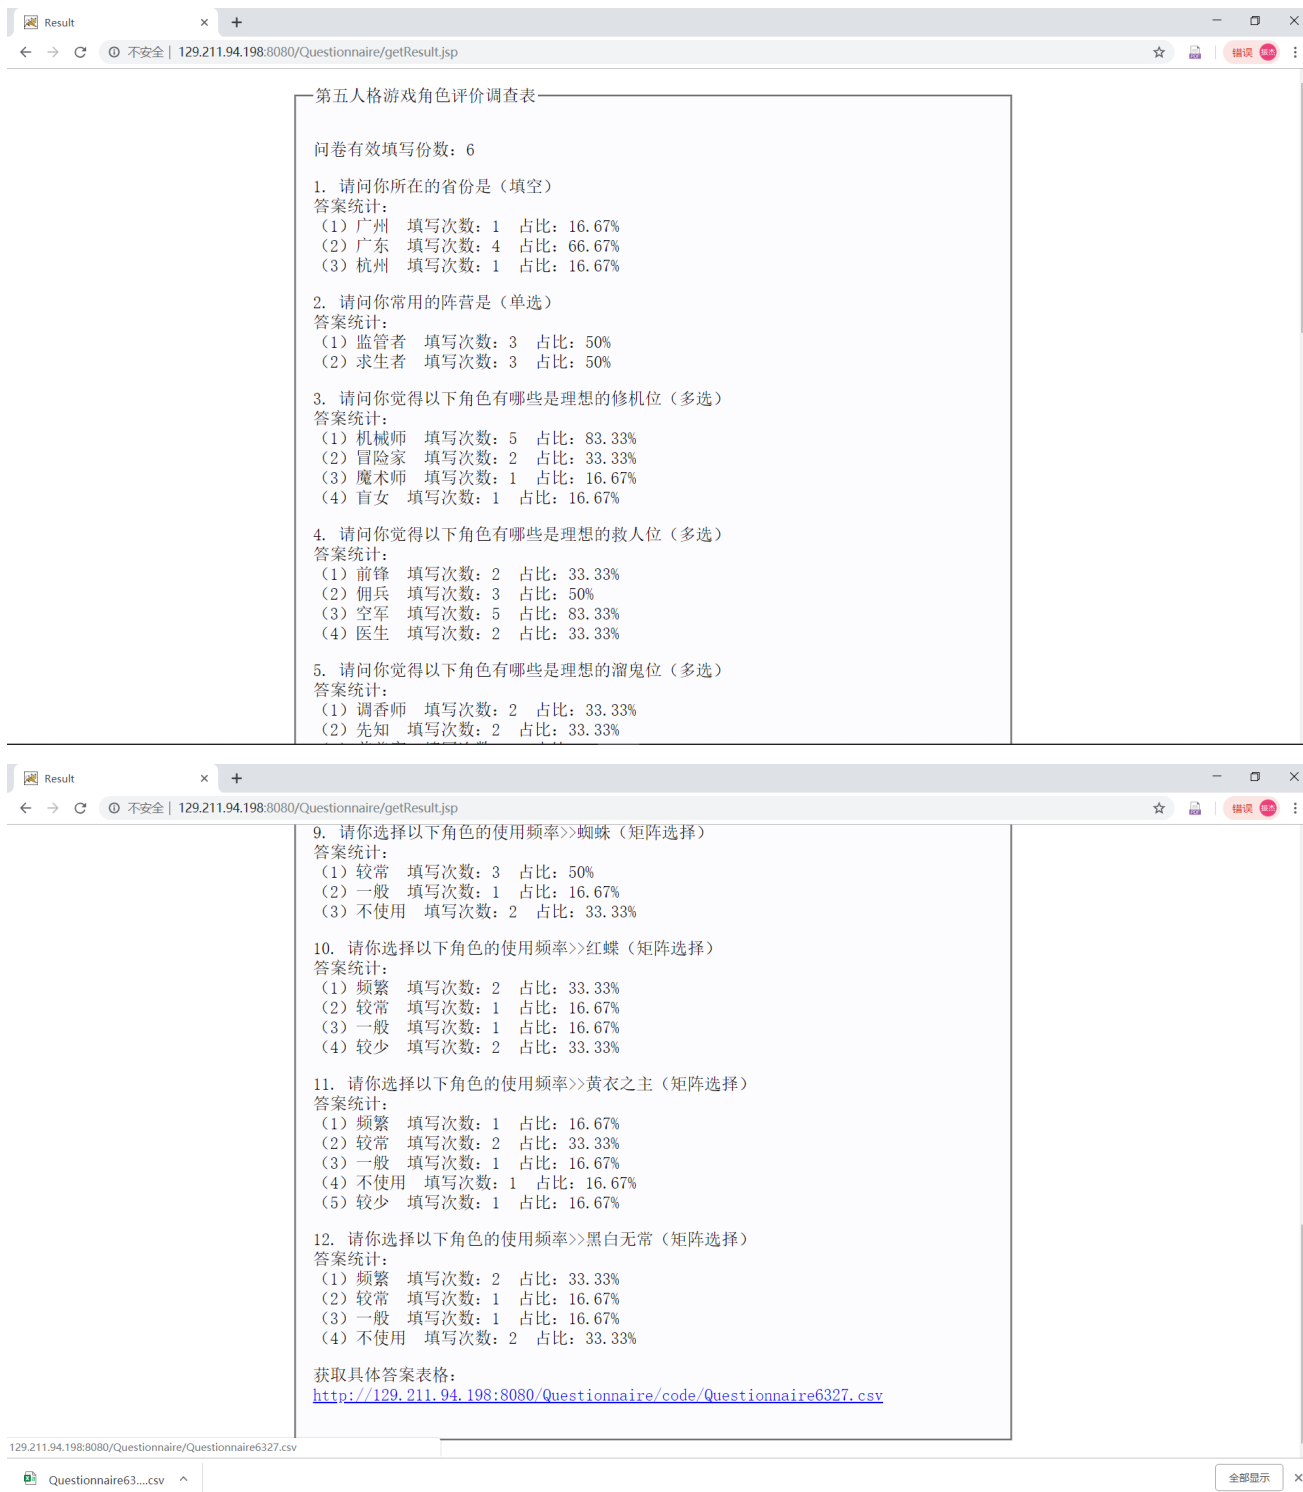 Result
不安全 | 129.211.94.198:8080/Questionnaire/getResult.jsp
PDF
错误
第五人格游戏角色评价调查表
问卷有效填写份数: 6
1. 请问你所在的省份是（填空）
答案统计:
（1）广州 填写次数: 1 占比: 16.67%
（2）广东 填写次数: 4 占比: 66.67%
（3）杭州 填写次数: 1 占比: 16.67%
2. 请问你常用的阵营是（单选）
答案统计:
（1）监管者 填写次数: 3 占比: 50%
（2）求生者 填写次数: 3 占比: 50%
3. 请问你觉得以下角色有哪些是理想的修机位（多选）
答案统计:
（1）机械师 填写次数: 5 占比: 83.33%
（2）冒险家 填写次数: 2 占比: 33.33%
（3）魔术师 填写次数: 1 占比: 16.67%
（4）盲女 填写次数: 1 占比: 16.67%
4. 请问你觉得以下角色有哪些是理想的救人位（多选）
答案统计:
（1）前锋 填写次数: 2 占比: 33.33%
（2）佣兵 填写次数: 3 占比: 50%
（3）空军 填写次数: 5 占比: 83.33%
（4）医生 填写次数: 2 占比: 33.33%
5. 请问你觉得以下角色有哪些是理想的溜鬼位（多选）
答案统计:
（1）调香师 填写次数: 2 占比: 33.33%
（2）先知 填写次数: 2 占比: 33.33%
Result
不安全 | 129.211.94.198:8080/Questionnaire/getResult.jsp
PDF
错误
9. 请你选择以下角色的使用频率>>蜘蛛（矩阵选择）
答案统计:
（1）较常 填写次数: 3 占比: 50%
（2）一般 填写次数: 1 占比: 16.67%
（3）不使用 填写次数: 2 占比: 33.33%
10. 请你选择以下角色的使用频率>>红蝶（矩阵选择）
答案统计:
（1）频繁 填写次数: 2 占比: 33.33%
（2）较常 填写次数: 1 占比: 16.67%
（3）一般 填写次数: 1 占比: 16.67%
（4）较少 填写次数: 2 占比: 33.33%
11. 请你选择以下角色的使用频率>>黄衣之主（矩阵选择）
答案统计:
（1）频繁 填写次数: 1 占比: 16.67%
（2）较常 填写次数: 2 占比: 33.33%
（3）一般 填写次数: 1 占比: 16.67%
（4）不使用 填写次数: 1 占比: 16.67%
（5）较少 填写次数: 1 占比: 16.67%
12. 请你选择以下角色的使用频率>>黑白无常（矩阵选择）
答案统计:
（1）频繁 填写次数: 2 占比: 33.33%
（2）较常 填写次数: 1 占比: 16.67%
（3）一般 填写次数: 1 占比: 16.67%
（4）不使用 填写次数: 2 占比: 33.33%
获取具体答案表格:
http://129.211.94.198:8080/Questionnaire/code/Questionnaire6327.csv
129.211.94.198:8080/Questionnaire/Questionnaire6327.csv
Questionnaire63....csv
全部显示